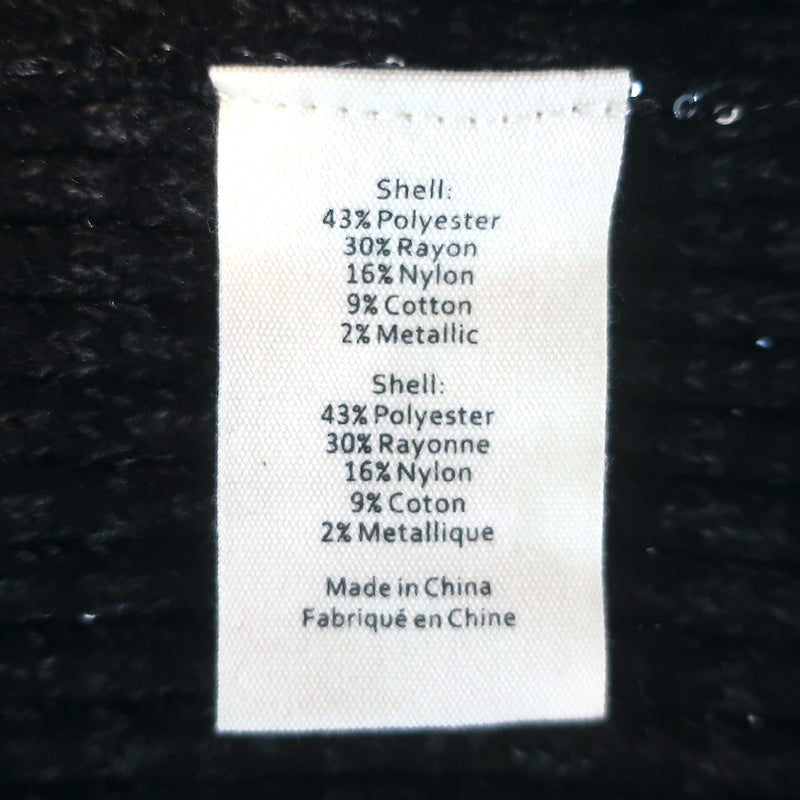 Shell:
43% Polyester
30% Rayon
16% Nylon
9% Cotton
2% Metallic
Shell:
43% Polyester
30% Rayonne
16% Nylon
9% Coton
2% Metallique
Made in China
Fabriqué en Chine